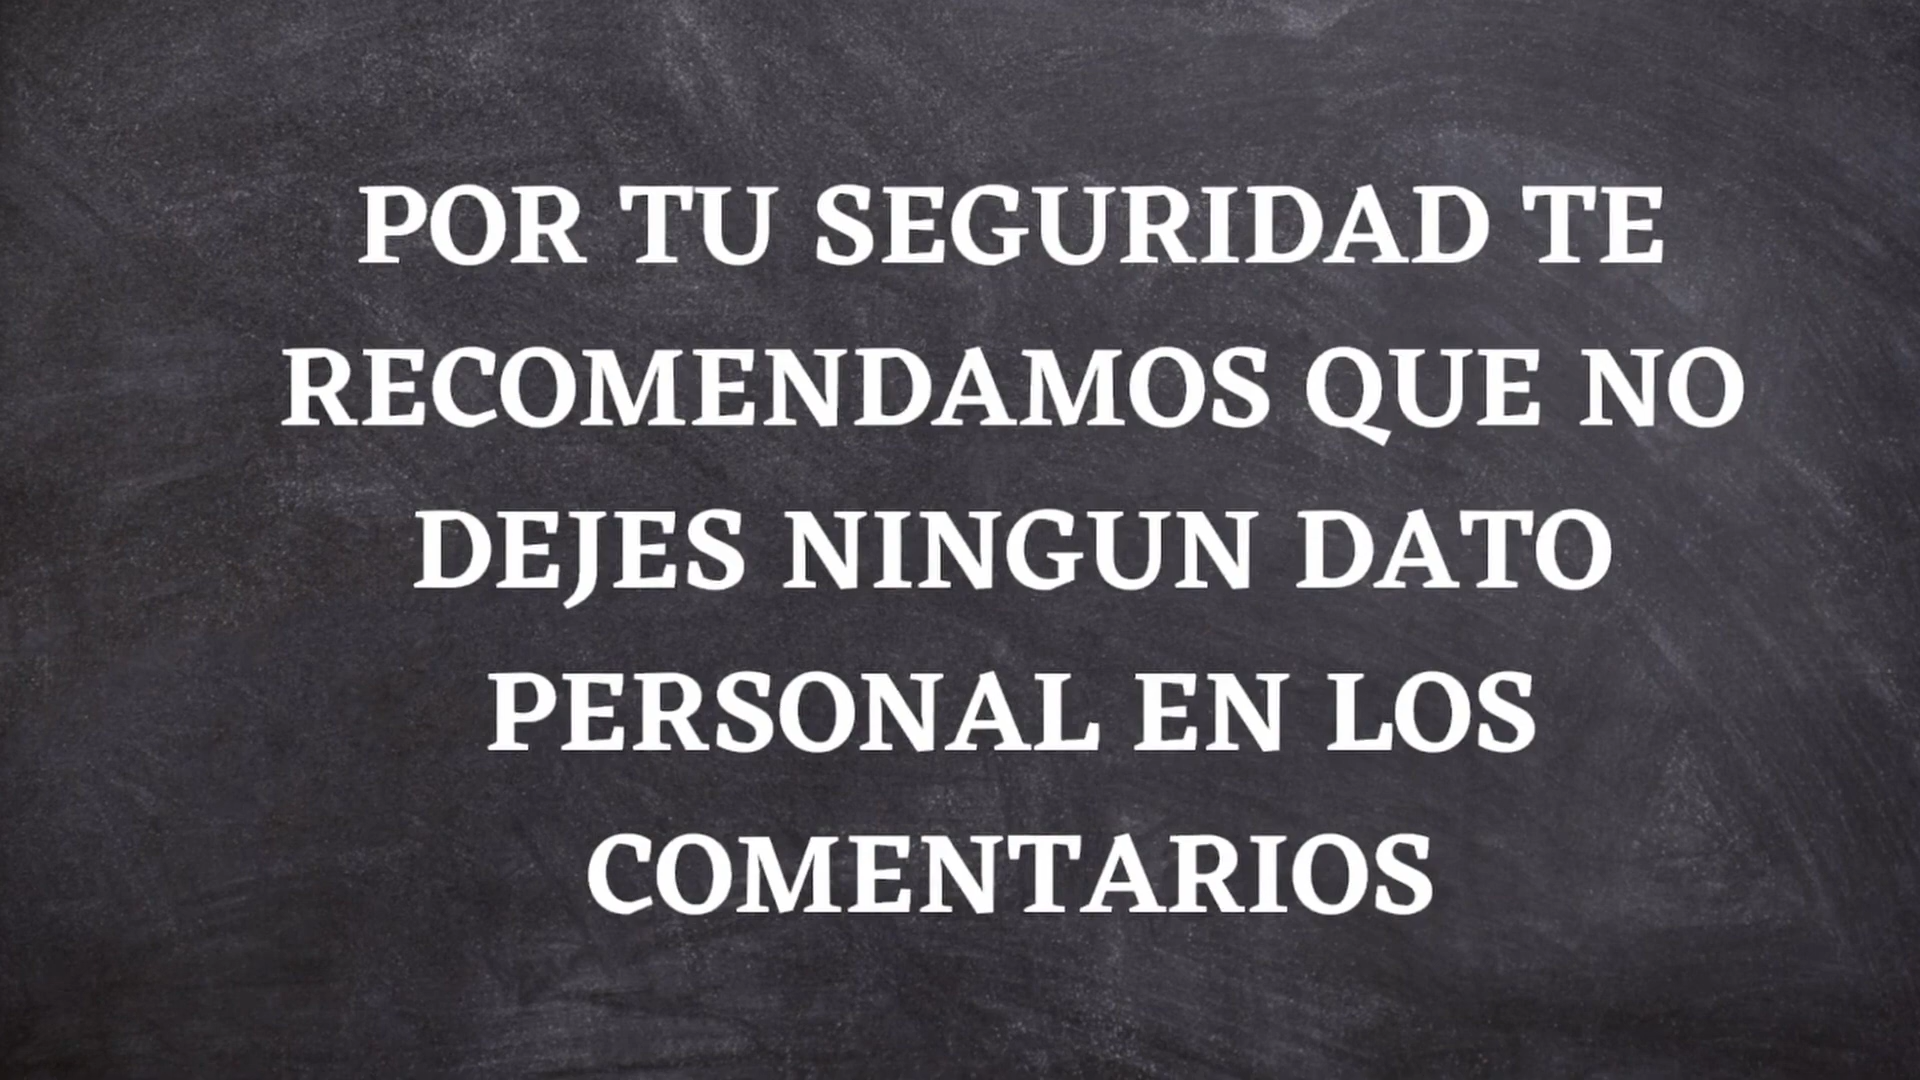 POR TU SEGURIDAD TE
RECOMENDAMOS QUE NO
DEJES NINGUN DATO
PERSONAL EN LOS
COMENTARIOS